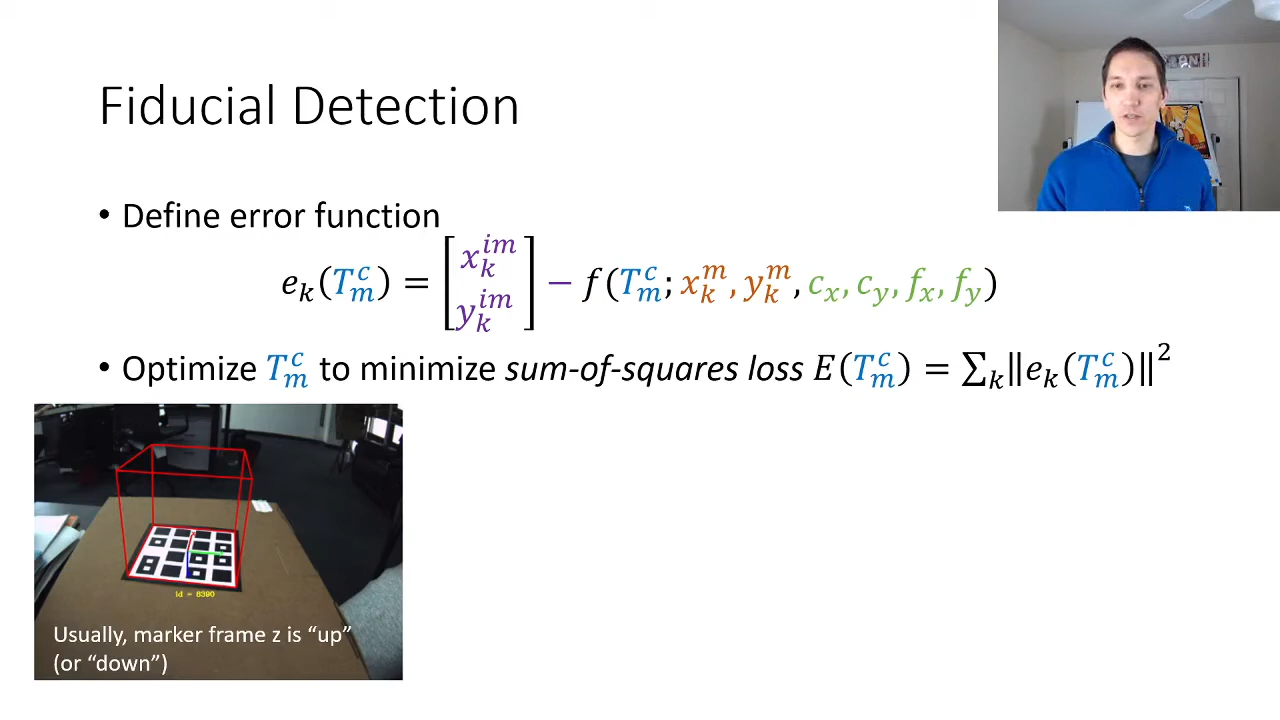 Fiducial Detection
• Define error function
e_k(T_m^c) = [x_k^{im} y_k^{im}] − f(T_m^c; x_k^m, y_k^m, c_x, c_y, f_x, f_y)
• Optimize T_m^c to minimize sum-of-squares loss E(T_m^c) = ∑_k‖e_k(T_m^c)‖^2
id = 8390
Usually, marker frame z is “up”
(or “down”)